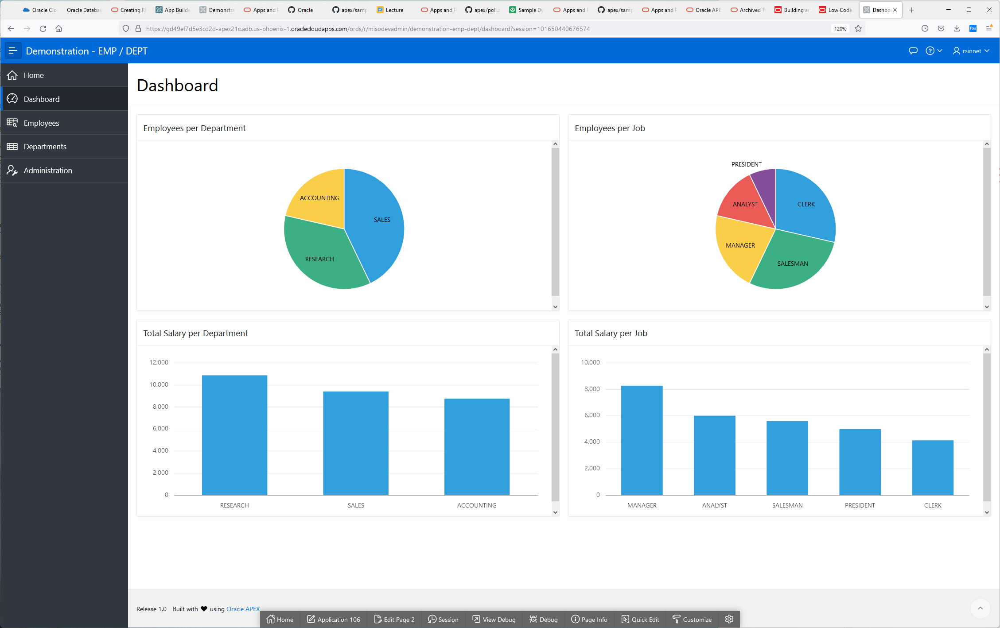 Oracle Clo
Oracle Databas
Creating RE
App Builde
Demonstra
Apps and
Oracle
apex/samp
Lecture
Apps and
apex/poll.z
Sample Dy
Apps and
apex/samp
Apps and P
Oracle APE
Archived T
Building an
Low Code
Dashboa
https://gd49ef7d5e3cd2d-apex21c.adb.us-phoenix-1.oraclecloudapps.com/ords/r/misodevadmin/demonstration-emp-dept/dashboard?session=101650440676574
120%
fos
Demonstration - EMP / DEPT
rsinnet
Home
Dashboard
Employees
Departments
Administration
Dashboard
Employees per Department
ACCOUNTING
SALES
RESEARCH
Employees per Job
PRESIDENT
ANALYST
CLERK
MANAGER
SALESMAN
Total Salary per Department
12,000
10,000
8,000
6,000
4,000
2,000
0
RESEARCH SALES ACCOUNTING
Total Salary per Job
10,000
8,000
6,000
4,000
2,000
0
MANAGER ANALYST SALESMAN PRESIDENT CLERK
Release 1.0 Built with ♥ using Oracle APEX
Home Application 106 Edit Page 2 Session View Debug Debug Page Info Quick Edit Customize